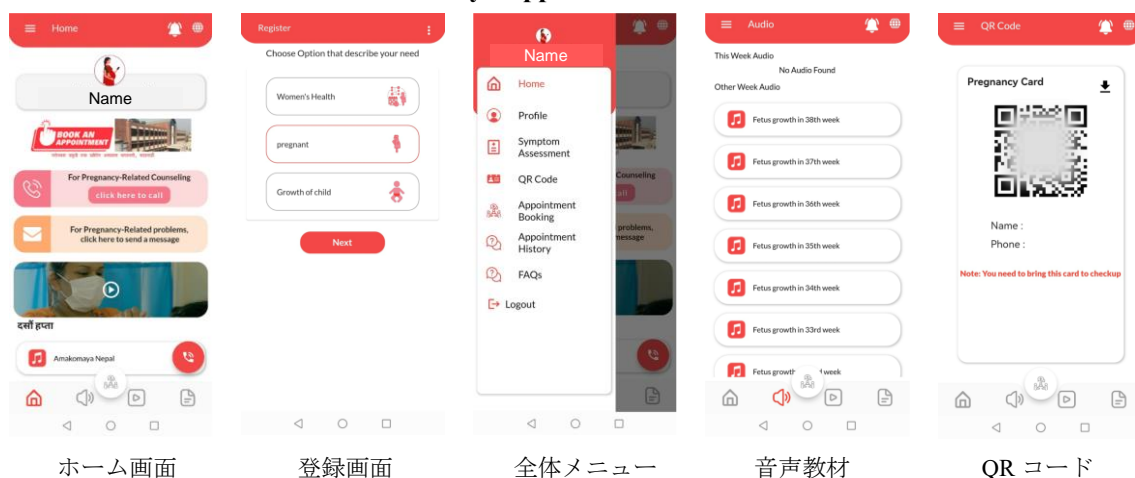 Home
Name
BOOK AN
APPOINTMENT
For Pregnancy-Related Counseling
click here to call
For Pregnancy-Related problems,
click here to send a message
दसौं हप्ता
Amakomaya Nepal
ホーム画面
Register
Choose Option that describe your need
Women's Health
pregnant
Growth of child
Next
登録画面
Name
Home
Profile
Symptom
Assessment
QR Code
Appointment
Booking
Appointment
History
FAQs
Logout
Counseling
problems,
message
全体メニュー
Audio
This Week Audio
No Audio Found
Other Week Audio
Fetus growth in 38th week
Fetus growth in 37th week
Fetus growth in 36th week
Fetus growth in 35th week
Fetus growth in 34th week
Fetus growth in 33rd week
Fetus week
音声教材
QR Code
Pregnancy Card
Name :
Phone :
Note: You need to bring this card to checkup
QR コード